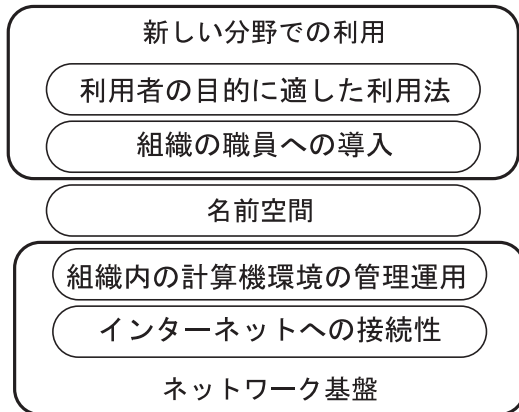 新しい分野での利用
利用者の目的に適した利用法
組織の職員への導入
名前空間
組織内の計算機環境の管理運用
インターネットへの接続性
ネットワーク基盤